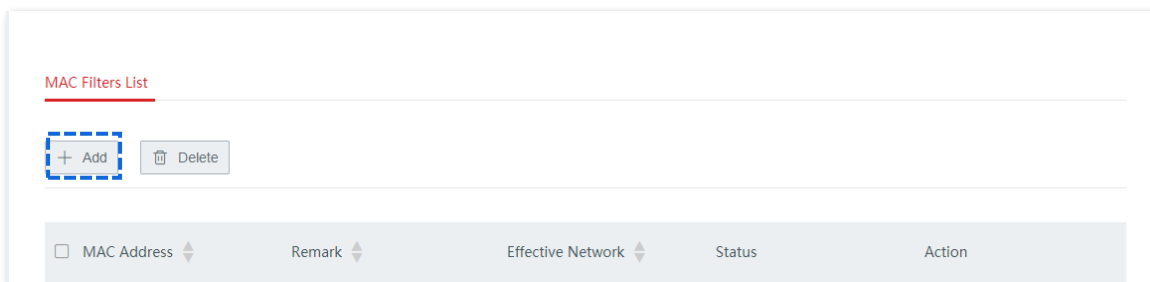 MAC Filters List
Add Delete
MAC Address Remark Effective Network Status Action